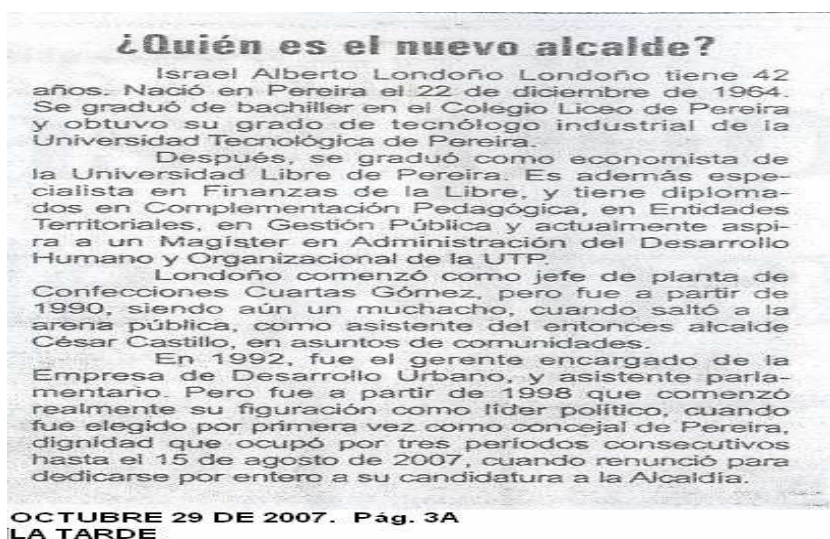 ¿Quién es el nuevo alcalde?
Israel Alberto Londoño Londoño tiene 42
años. Nació en Pereira el 22 de diciembre de 1964.
Se graduó de bachiller en el Colegio Liceo de Pereira
y obtuvo su grado de tecnólogo industrial de la
Universidad Tecnológica de Pereira.
Después, se graduó como economista de
la Universidad Libre de Pereira. Es además espe-
cialista en Finanzas de la Libre, y tiene diploma-
dos en Complementación Pedagógica, en Entidades
Territoriales, en Gestión Pública y actualmente aspi-
ra a un Magíster en Administración del Desarrollo
Humano y Organizacional de la UTP.
Londoño comenzó como jefe de planta de
Confecciones Cuartas Gómez, pero fue a partir de
1990, siendo aún un muchacho, cuando saltó a la
arena pública, como asistente del entonces alcalde
César Castillo, en asuntos de comunidades.
En 1992, fue el gerente encargado de la
Empresa de Desarrollo Urbano, y asistente parla-
mentario. Pero fue a partir de 1998 que comenzó
realmente su figuración como líder político, cuando
fue elegido por primera vez como concejal de Pereira,
dignidad que ocupó por tres períodos consecutivos
hasta el 15 de agosto de 2007, cuando renunció para
dedicarse por entero a su candidatura a la Alcaldía.
OCTUBRE 29 DE 2007. Pág. 3A
LA TARDE